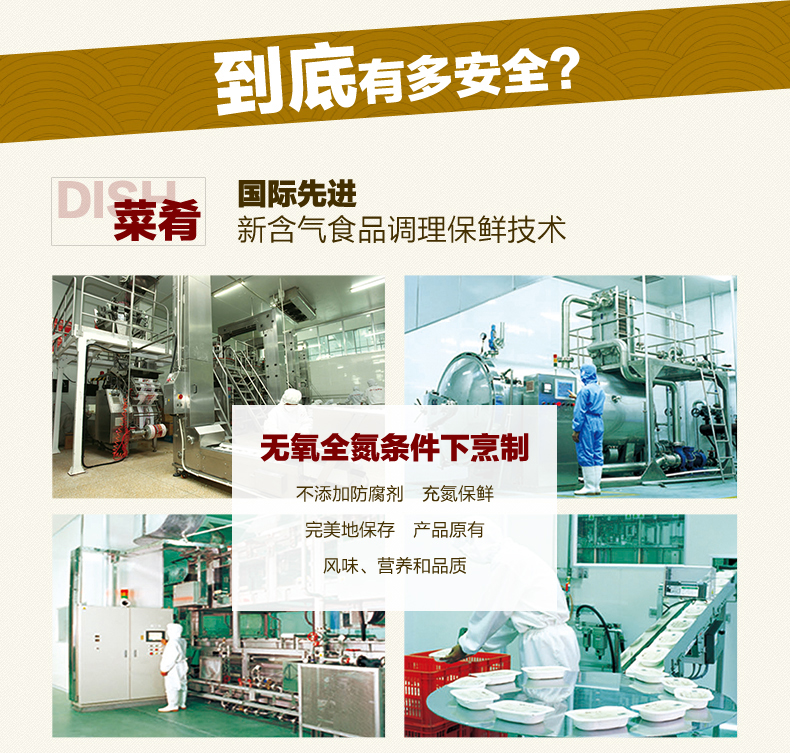 到底有多安全?
DISH
菜肴
国际先进
新含气食品调理保鲜技术
无氧全氮条件下烹制
不添加防腐剂 充氮保鲜
完美地保存 产品原有
风味、营养和品质